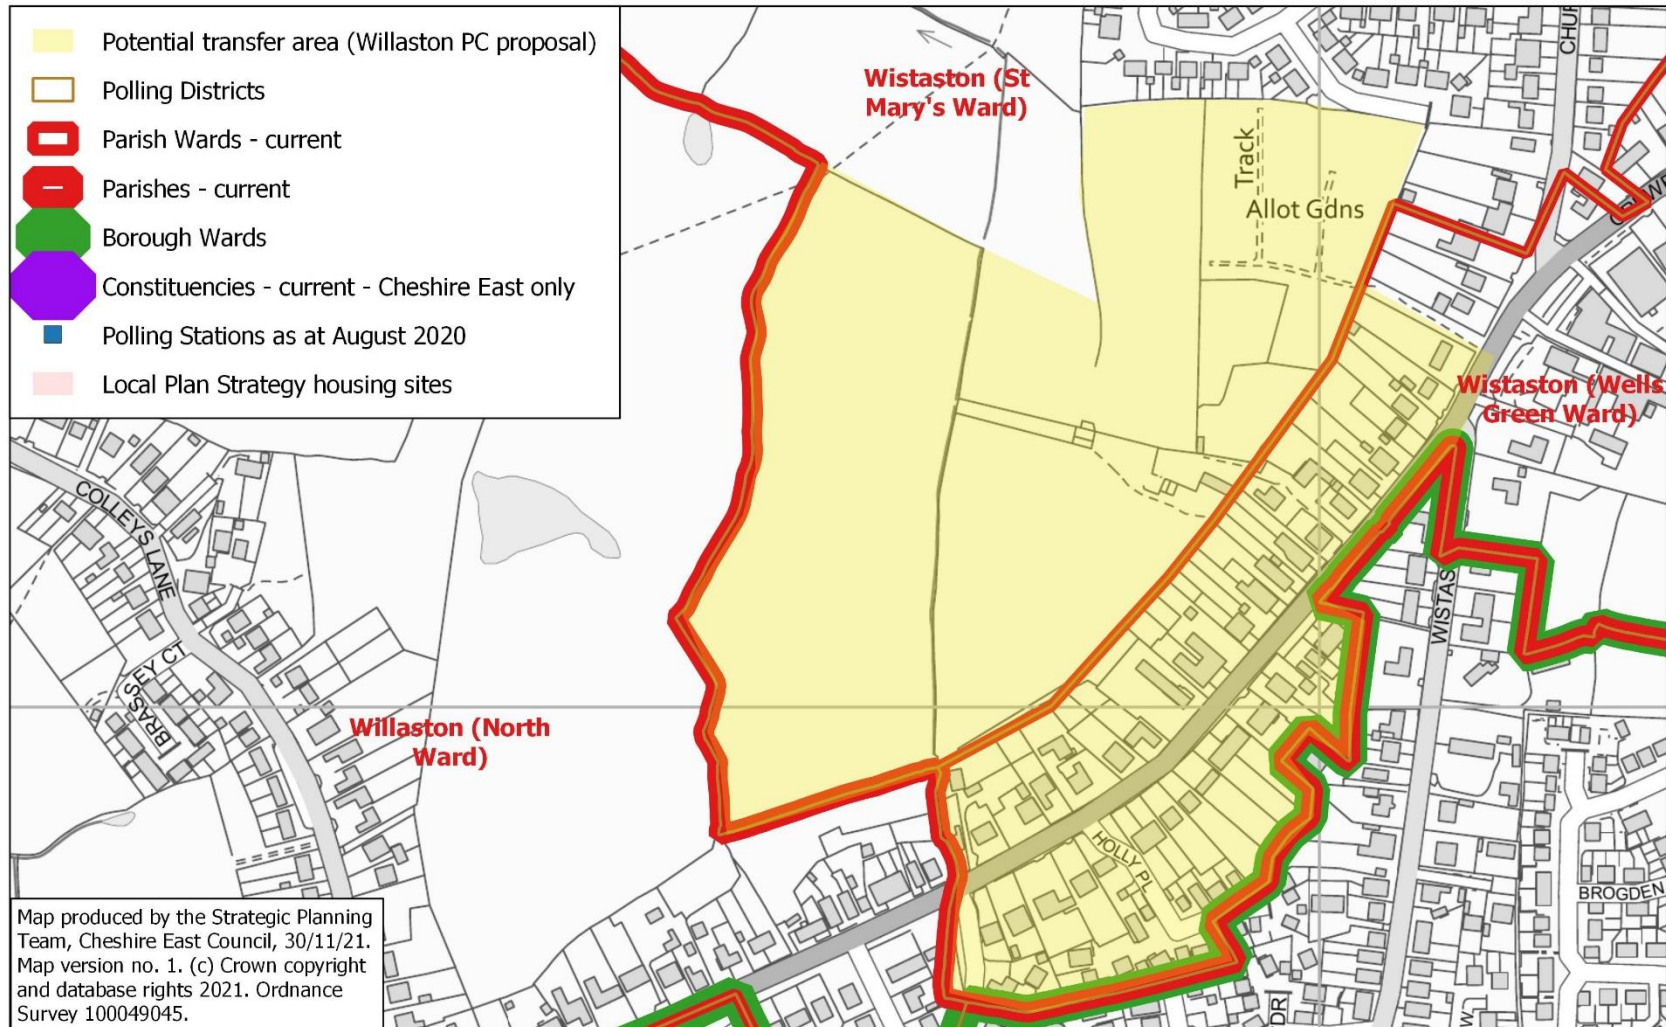 Potential transfer area (Willaston PC proposal)
Polling Districts
Parish Wards - current
Parishes - current
Borough Wards
Constituencies - current - Cheshire East only
Polling Stations as at August 2020
Local Plan Strategy housing sites
Wistaston (St
Mary's Ward)
CHUR
Track
Allot Gdns
Wistaston (Wells
Green Ward)
COLLEYS LANE
BRASSEY CT
WISTAS
Willaston (North
Ward)
HOLLY PL
BROGDEN
Map produced by the Strategic Planning
Team, Cheshire East Council, 30/11/21.
Map version no. 1. (c) Crown copyright
and database rights 2021. Ordnance
Survey 100049045.
DR